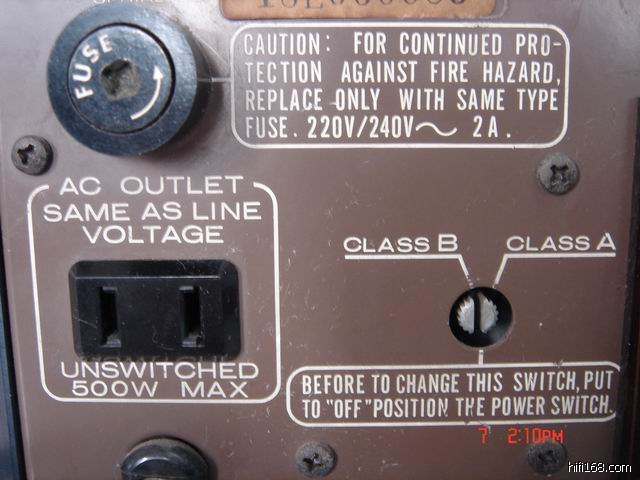 FUSE
CAUTION: FOR CONTINUED PRO-
TECTION AGAINST FIRE HAZARD,
REPLACE ONLY WITH SAME TYPE
FUSE. 220V/240V～ 2A.
AC OUTLET
SAME AS LINE
VOLTAGE
UNSWITCHED
500W MAX
CLASS B
CLASS A
BEFORE TO CHANGE THIS SWITCH, PUT
TO "OFF" POSITION THE POWER SWITCH.
7 2:10PM
hifi168.com